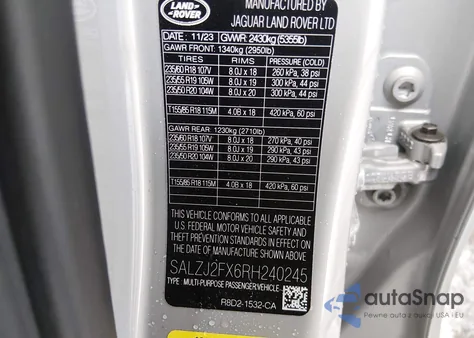 LAND
ROVER
MANUFACTURED BY
JAGUAR LAND ROVER LTD
DATE : 11/23 GVWR 2430kg (5355lb)
GAWR FRONT: 1340kg (2950lb)
TIRES RIMS PRESSURE (COLD)
235/60 R18 107V 8.0J x 18 260 kPa, 38 psi
235/55 R19 105W 8.0J x 19 300 kPa, 44 psi
235/50 R20 104W 8.0J x 20 300 kPa, 44 psi
T155/85 R18 115M 4.0B x 18 420 kPa, 60 psi
GAWR REAR: 1230kg (2710lb)
235/60 R18 107V 8.0J x 18 270 kPa, 40 psi
235/55 R19 105W 8.0J x 19 290 kPa, 43 psi
235/50 R20 104W 8.0J x 20 290 kPa, 43 psi
T155/85 R18 115M 4.0B x 18 420 kPa, 60 psi
THIS VEHICLE CONFORMS TO ALL APPLICABLE
U.S. FEDERAL MOTOR VEHICLE SAFETY AND
THEFT PREVENTION STANDARDS IN EFFECT ON THE
DATE OF MANUFACTURE SHOWN ABOVE.
SALZJ2FX6RH240245
TYPE: MULTI-PURPOSE PASSENGER VEHICLE
R8D2-1532-CA
autoSnap
Pewne auta z aukcji USA i EU